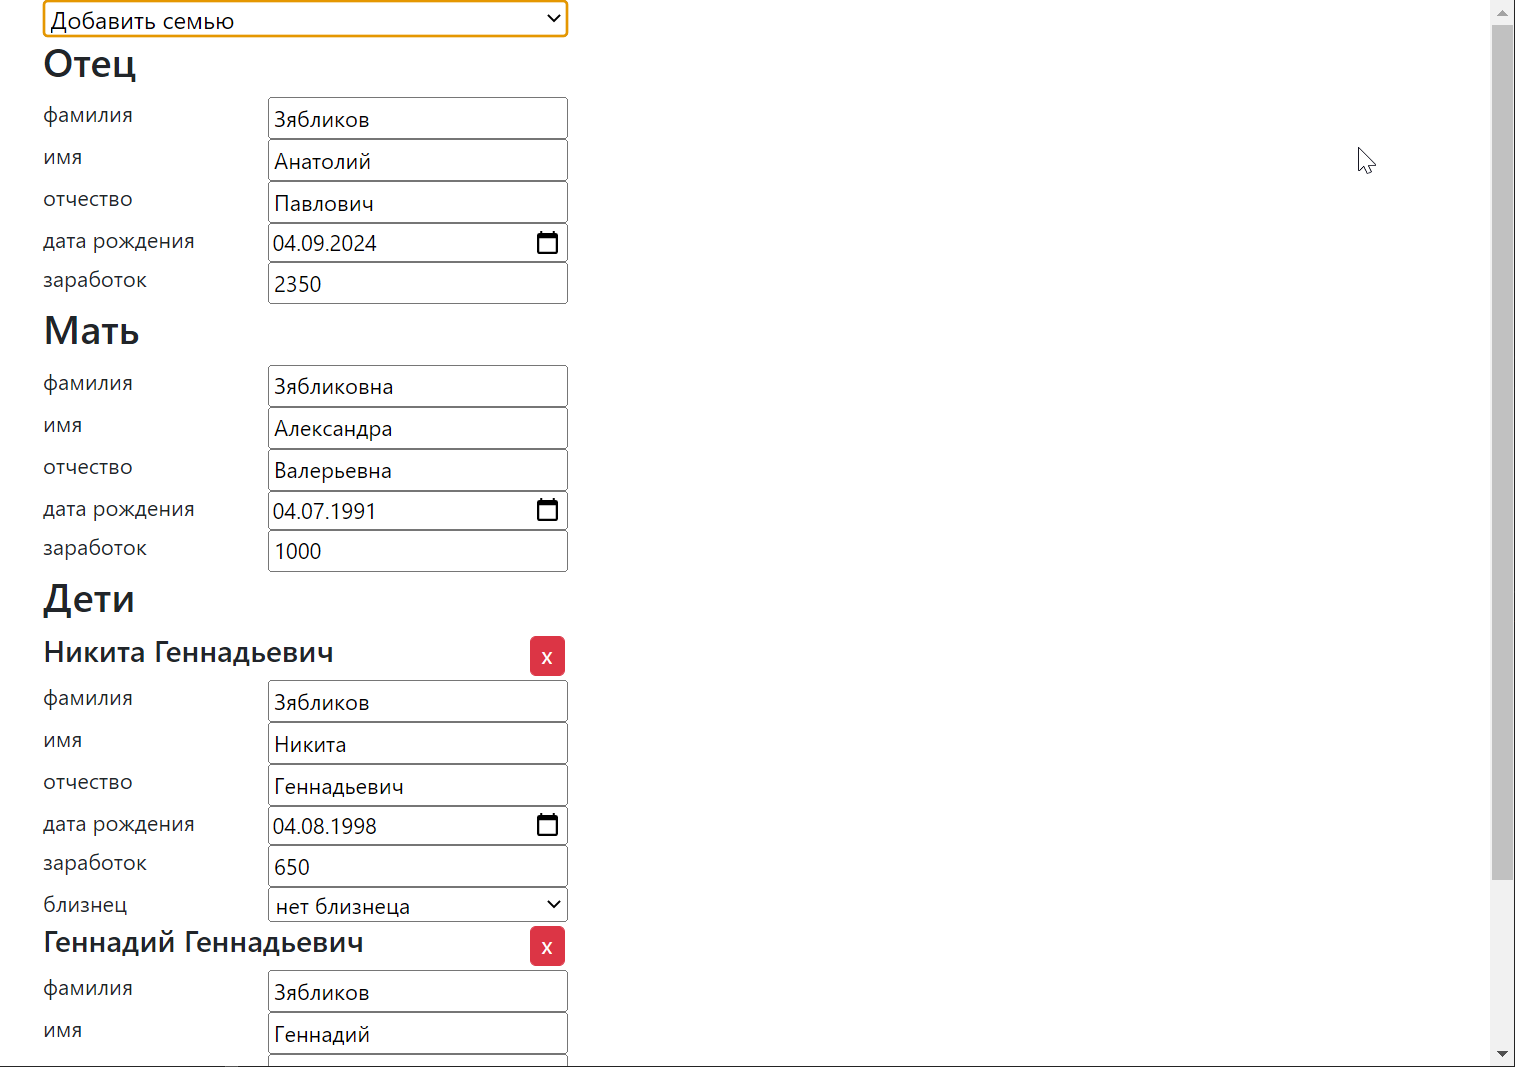 Добавить семью
Отец
фамилия Зябликов
имя Анатолий
отчество Павлович
дата рождения 04.09.2024
заработок 2350
Мать
фамилия Зябликовна
имя Александра
отчество Валерьевна
дата рождения 04.07.1991
заработок 1000
Дети
Никита Геннадьевич x
фамилия Зябликов
имя Никита
отчество Геннадьевич
дата рождения 04.08.1998
заработок 650
близнец нет близнеца
Геннадий Геннадьевич x
фамилия Зябликов
имя Геннадий